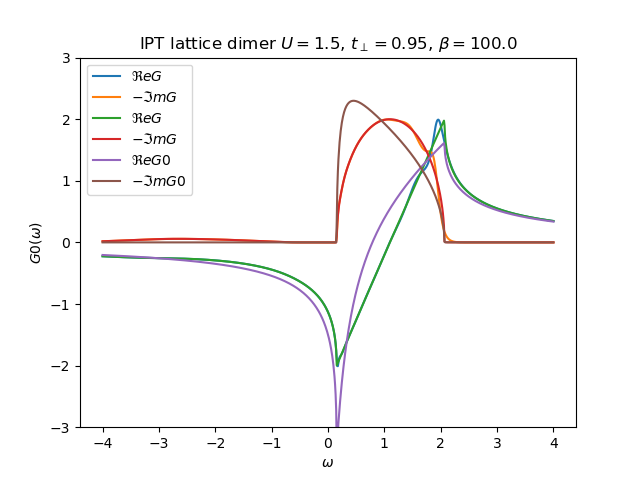 IPT lattice dimer U = 1.5, t⊥ = 0.95, β = 100.0
ℜeG
−ℑmG
ℜeG
−ℑmG
ℜeG0
−ℑmG0
3
2
1
0
−1
−2
−3
G0(ω)
−4 −3 −2 −1 0 1 2 3 4
ω